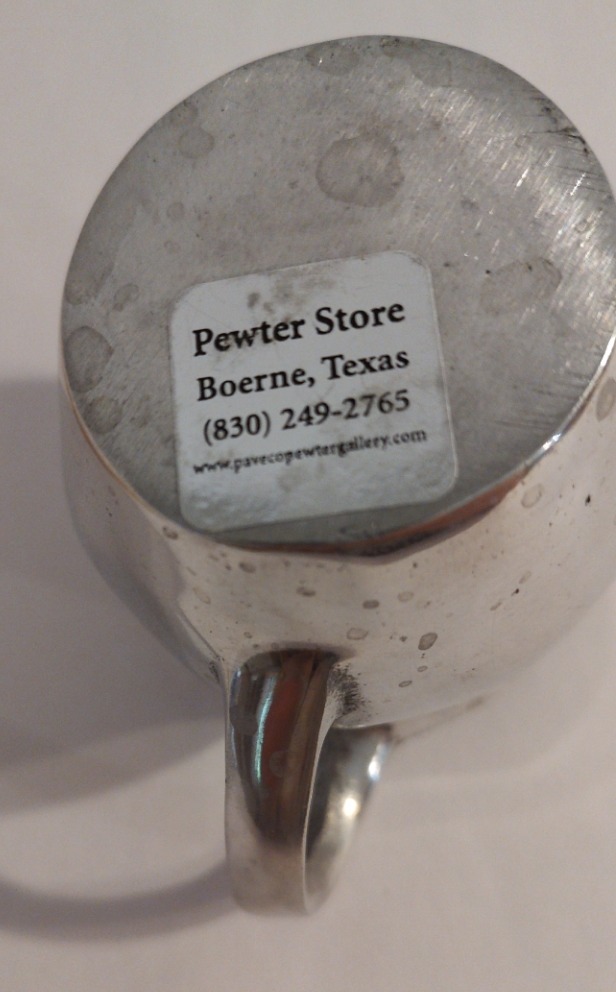 Pewter Store
Boerne, Texas
(830) 249-2765
www.pavecopewtergallery.com